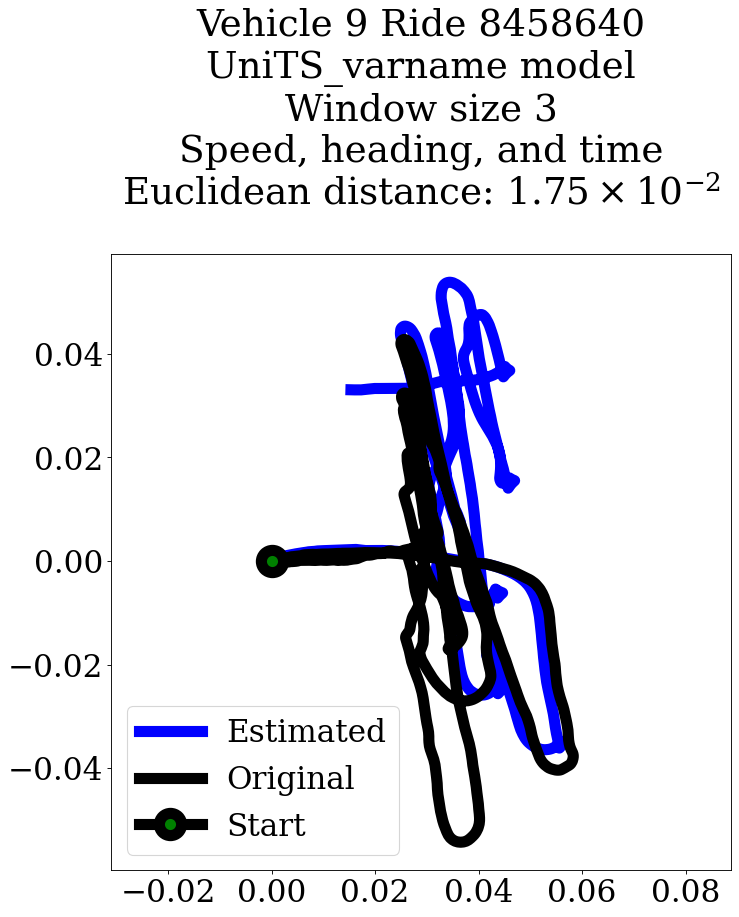 Vehicle 9 Ride 8458640
UniTS_varname model
Window size 3
Speed, heading, and time
Euclidean distance: 1.75 × 10⁻²
0.04
0.02
0.00
−0.02
−0.04
Estimated
Original
Start
−0.02 0.00 0.02 0.04 0.06 0.08